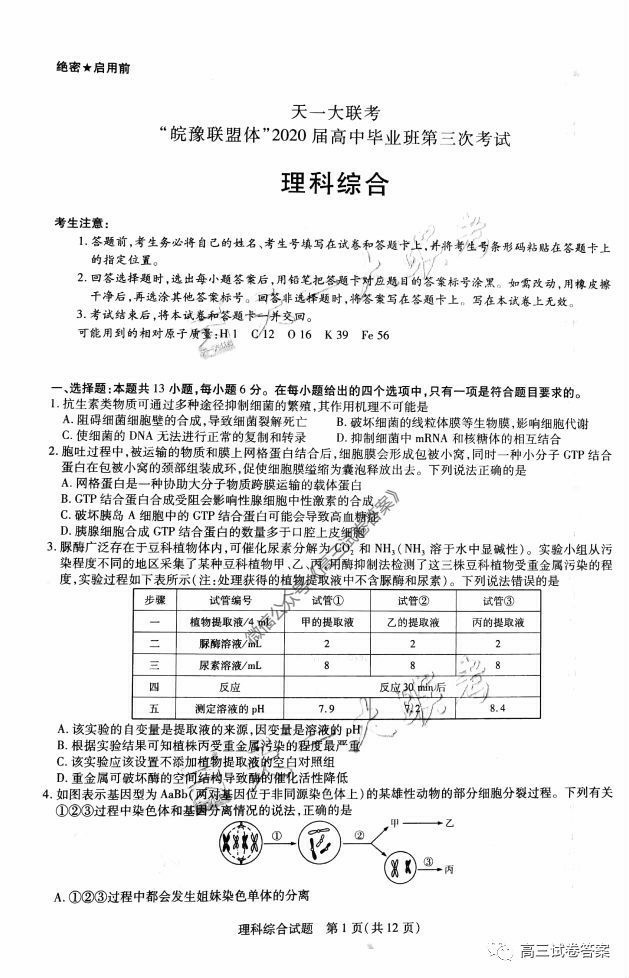 绝密★启用前
天一大联考
“皖豫联盟体”2020届高中毕业班第三次考试
理科综合
考生注意:
1. 答题前,考生务必将自己的姓名、考生号填写在试卷和答题卡上,并将考生号条形码粘贴在答题卡上
的指定位置。
2. 回答选择题时,选出每小题答案后,用铅笔把答题卡对应题目的答案标号涂黑。如需改动,用橡皮擦
干净后,再选涂其他答案标号。回答非选择题时,将答案写在答题卡上。写在本试卷上无效。
3. 考试结束后,将本试卷和答题卡一并交回。
可能用到的相对原子质量:H 1 C 12 O 16 K 39 Fe 56
一、选择题:本题共 13 小题,每小题 6 分。在每小题给出的四个选项中,只有一项是符合题目要求的。
1. 抗生素类物质可通过多种途径抑制细菌的繁殖,其作用机理不可能是
A. 阻碍细菌细胞壁的合成,导致细菌裂解死亡 B. 破坏细菌的线粒体膜等生物膜,影响细胞代谢
C. 使细菌的 DNA 无法进行正常的复制和转录 D. 抑制细菌中 mRNA 和核糖体的相互结合
2. 胞吐过程中,被运输的物质和膜上网格蛋白结合后,细胞膜会形成包被小窝,同时一种小分子 GTP 结合
蛋白在包被小窝的颈部组装成环,促使细胞膜缢缩为囊泡释放出去。下列说法正确的是
A. 网格蛋白是一种协助大分子物质跨膜运输的载体蛋白
B. GTP 结合蛋白合成受阻会影响性腺细胞中性激素的合成
C. 破坏胰岛 A 细胞中的 GTP 结合蛋白可能会导致高血糖
D. 胰腺细胞合成 GTP 结合蛋白的数量多于口腔上皮细胞
3. 脲酶广泛存在于豆科植物体内,可催化尿素分解为 CO₂ 和 NH₃(NH₃ 溶于水中显碱性)。实验小组从污
染程度不同的地区采集了某种豆科植物甲、乙、丙,用酶抑制法检测了这三株豆科植物受重金属污染的程
度,实验过程如下表所示(注:处理获得的植物提取液中不含脲酶和尿素)。下列说法错误的是
步骤 试管编号 试管① 试管② 试管③
一 植物提取液/4 mL 甲的提取液 乙的提取液 丙的提取液
二 脲酶溶液/mL 2 2 2
三 尿素溶液/mL 8 8 8
四 反应 反应 30 min 后
五 测定溶液的 pH 7.9 7.2 8.4
A. 该实验的自变量是提取液的来源,因变量是溶液的 pH
B. 根据实验结果可知植株丙受重金属污染的程度最严重
C. 该实验应该设置不添加植物提取液的空白对照组
D. 重金属可破坏酶的空间结构导致酶的催化活性降低
4. 如图表示基因型为 AaBb(两对基因位于非同源染色体上)的某雄性动物的部分细胞分裂过程。下列有关
①②③过程中染色体和基因分离情况的说法,正确的是
① ② 甲 乙 ③ 丙
A. ①②③过程中都会发生姐妹染色单体的分离
理科综合试题 第 1 页(共 12 页)
高三试卷答案